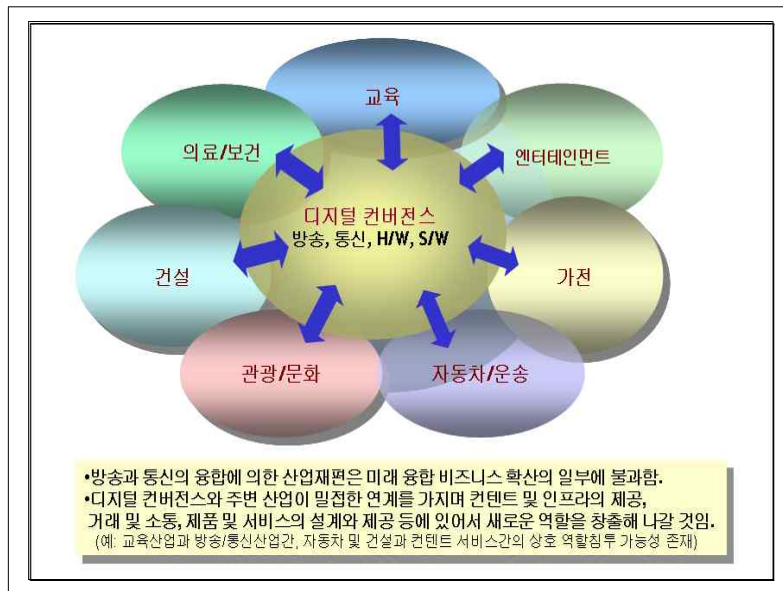 교육
의료/보건
엔터테인먼트
디지털 컨버전스
방송, 통신, H/W, S/W
건설
가전
관광/문화
자동차/운송
•방송과 통신의 융합에 의한 산업재편은 미래 융합 비즈니스 확산의 일부에 불과함.
•디지털 컨버전스와 주변 산업이 밀접한 연계를 가지며 컨텐트 및 인프라의 제공,
거래 및 소통, 제품 및 서비스의 설계와 제공 등에 있어서 새로운 역할을 창출해 나갈 것임.
(예: 교육산업과 방송/통신산업간, 자동차 및 건설과 컨텐트 서비스간의 상호 역할침투 가능성 존재)